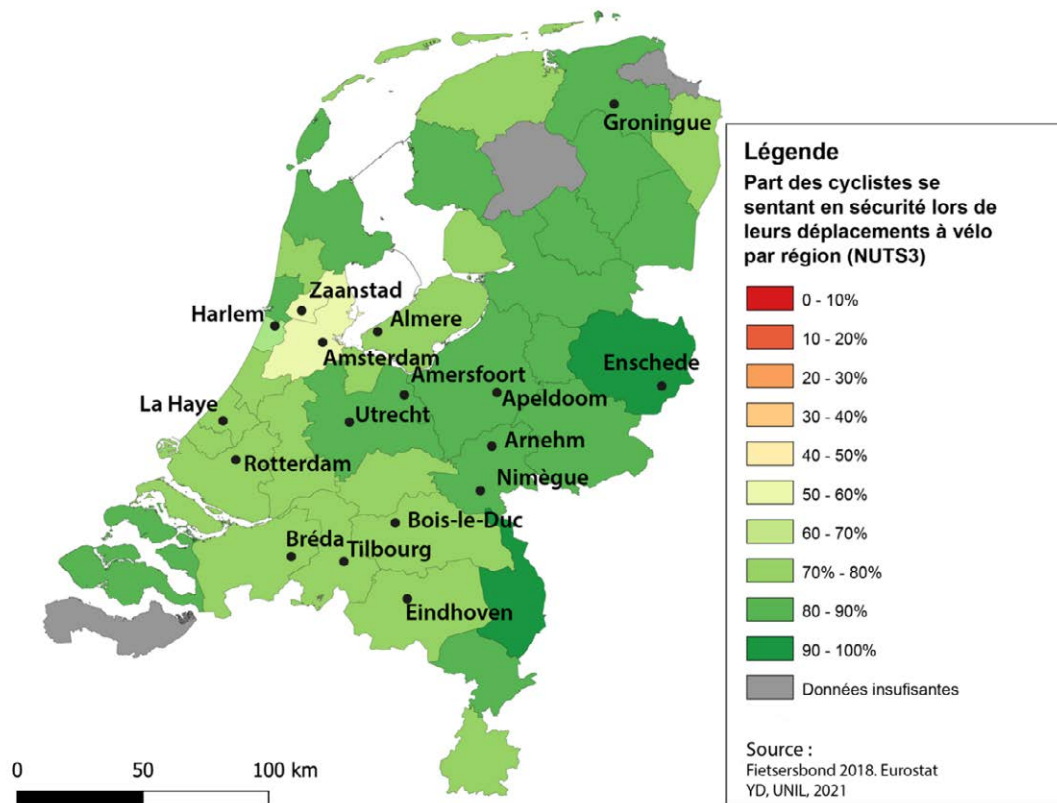 Groningue
Zaanstad
Harlem
Almere
Amsterdam
Enschede
Amersfoort
La Haye
Apeldoom
Utrecht
Arnehm
Rotterdam
Nimègue
Bois-le-Duc
Bréda
Tilbourg
Eindhoven
0 50 100 km
Légende
Part des cyclistes se
sentant en sécurité lors de
leurs déplacements à vélo
par région (NUTS3)
0 - 10%
10 - 20%
20 - 30%
30 - 40%
40 - 50%
50 - 60%
60 - 70%
70% - 80%
80 - 90%
90 - 100%
Données insufisantes
Source :
Fietsersbond 2018. Eurostat
YD, UNIL, 2021